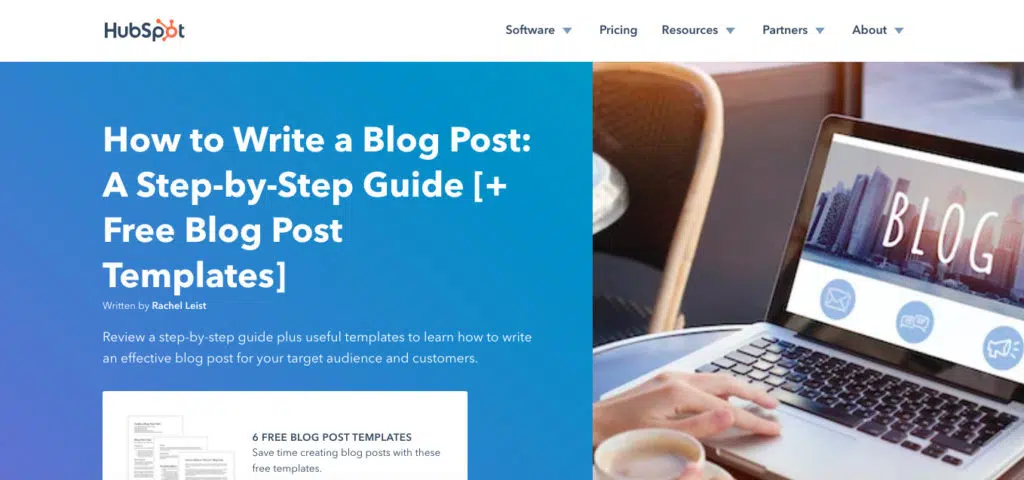 HubSpot
Software
Pricing
Resources
Partners
About
How to Write a Blog Post:
A Step-by-Step Guide [+
Free Blog Post
Templates]
Written by Rachel Leist
Review a step-by-step guide plus useful templates to learn how to write
an effective blog post for your target audience and customers.
6 FREE BLOG POST TEMPLATES
Save time creating blog posts with these
free templates.
BLOG